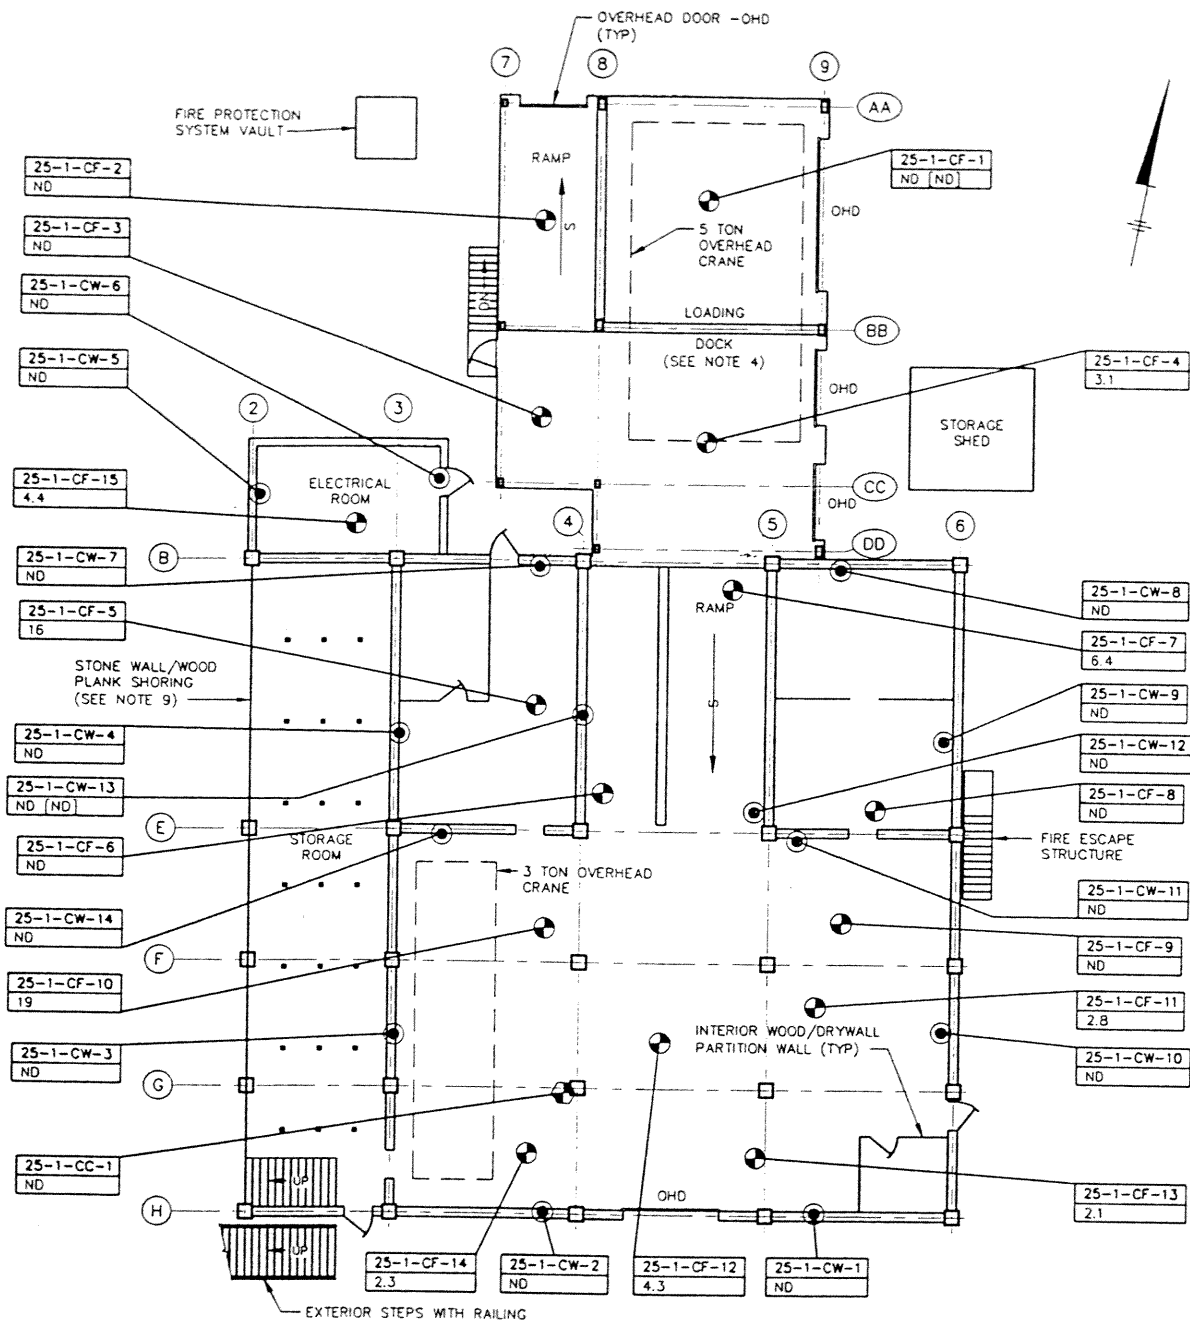 OVERHEAD DOOR -OHD
(TYP)
7
8
9
FIRE PROTECTION
SYSTEM VAULT
AA
RAMP
25-1-CF-2
ND
25-1-CF-1
ND [ND]
S
OHD
25-1-CF-3
ND
5 TON
OVERHEAD
CRANE
25-1-CW-6
ND
DN
LOADING
BB
DOCK
(SEE NOTE 4)
25-1-CW-5
ND
25-1-CF-4
3.1
OHD
2
3
STORAGE
SHED
25-1-CF-15
4.4
ELECTRICAL
ROOM
CC
OHD
4
5
6
DD
B
25-1-CW-7
ND
25-1-CW-8
ND
25-1-CF-5
16
RAMP
25-1-CF-7
6.4
STONE WALL/WOOD
PLANK SHORING
(SEE NOTE 9)
S
25-1-CW-9
ND
25-1-CW-4
ND
25-1-CW-12
ND
25-1-CW-13
ND [ND]
25-1-CF-8
ND
E
STORAGE
ROOM
25-1-CF-6
ND
FIRE ESCAPE
STRUCTURE
3 TON OVERHEAD
CRANE
25-1-CW-11
ND
25-1-CW-14
ND
25-1-CF-9
ND
F
25-1-CF-10
19
25-1-CF-11
2.8
INTERIOR WOOD/DRYWALL
PARTITION WALL (TYP)
25-1-CW-3
ND
25-1-CW-10
ND
G
25-1-CC-1
ND
UP
25-1-CF-13
2.1
H
OHD
UP
25-1-CF-14
2.3
25-1-CW-2
ND
25-1-CF-12
4.3
25-1-CW-1
ND
EXTERIOR STEPS WITH RAILING